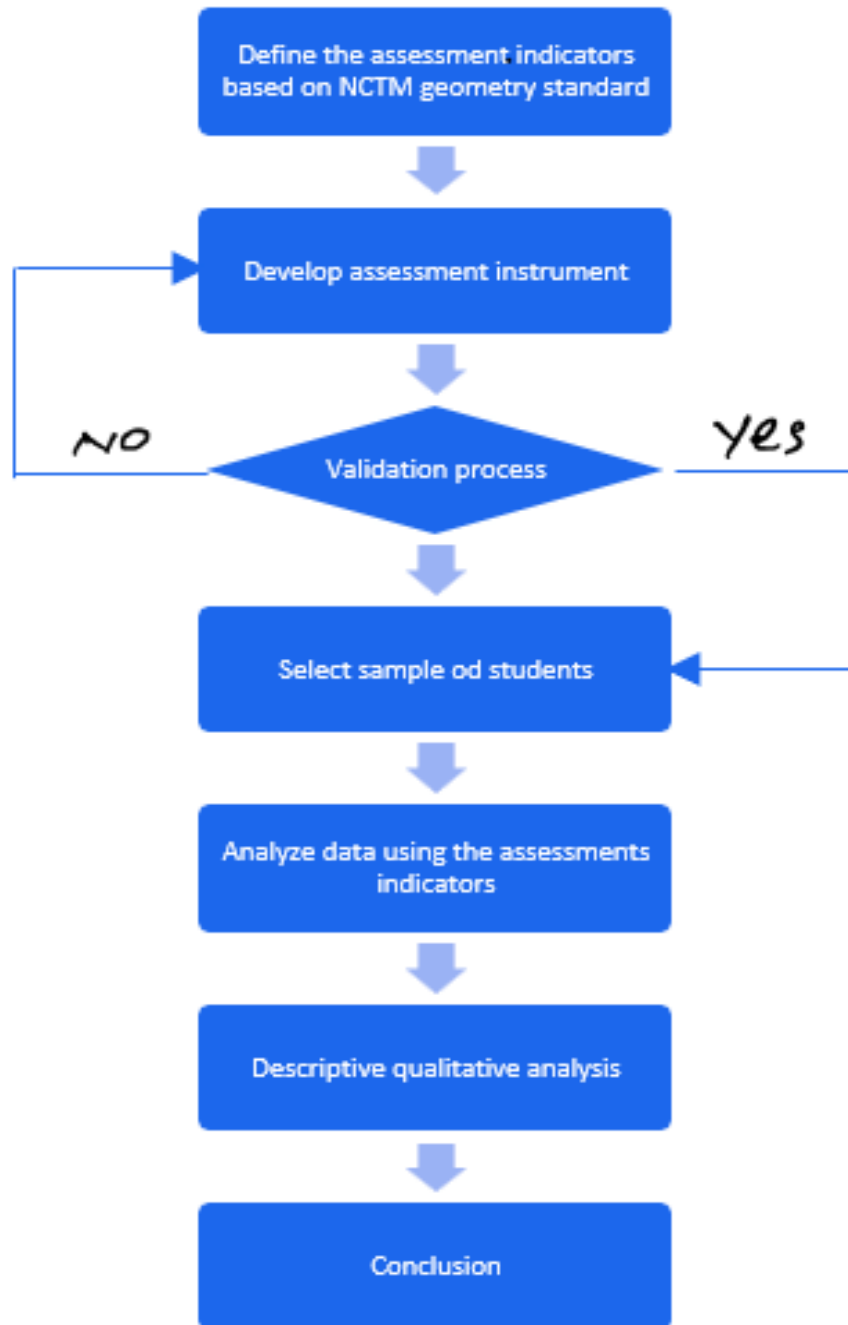 Define the assessment indicators
based on NCTM geometry standard
Develop assessment instrument
NO
Validation process
Yes
Select sample od students
Analyze data using the assessments
indicators
Descriptive qualitative analysis
Conclusion